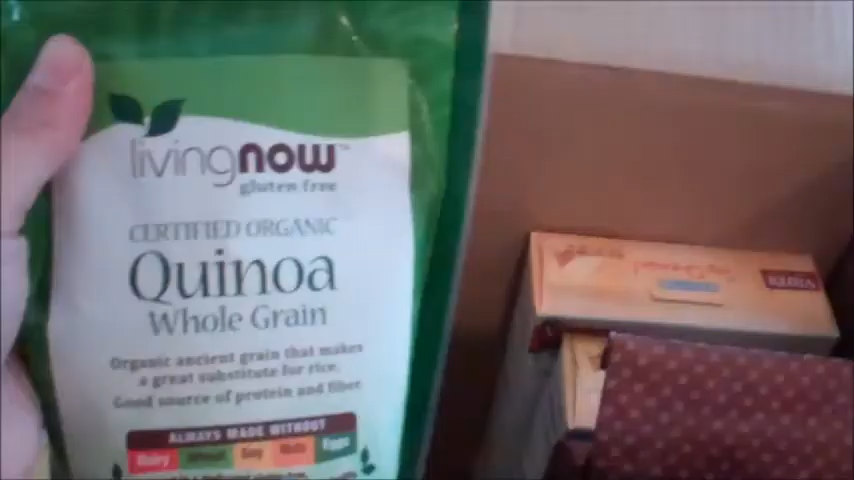 livingnow™
gluten free
CERTIFIED ORGANIC
Quinoa
Whole Grain
Organic ancient grain that makes
a great substitute for rice.
Good source of protein and fiber.
ALWAYS MADE WITHOUT
Dairy Wheat Soy Nuts Eggs